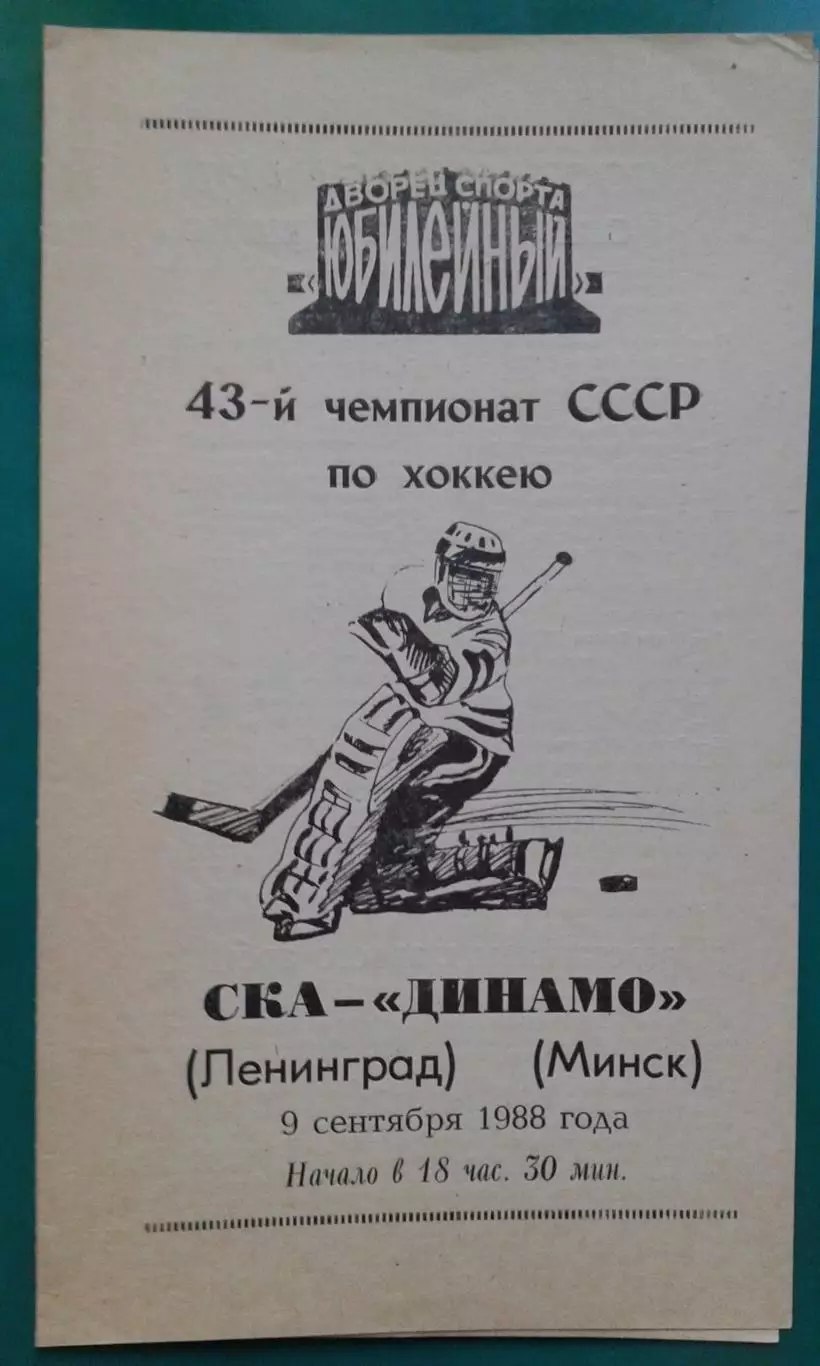 ДВОРЕЦ СПОРТА
«ЮБИЛЕЙНЫЙ»
43-й чемпионат СССР
по хоккею
СКА–«ДИНАМО»
(Ленинград) (Минск)
9 сентября 1988 года
Начало в 18 час. 30 мин.